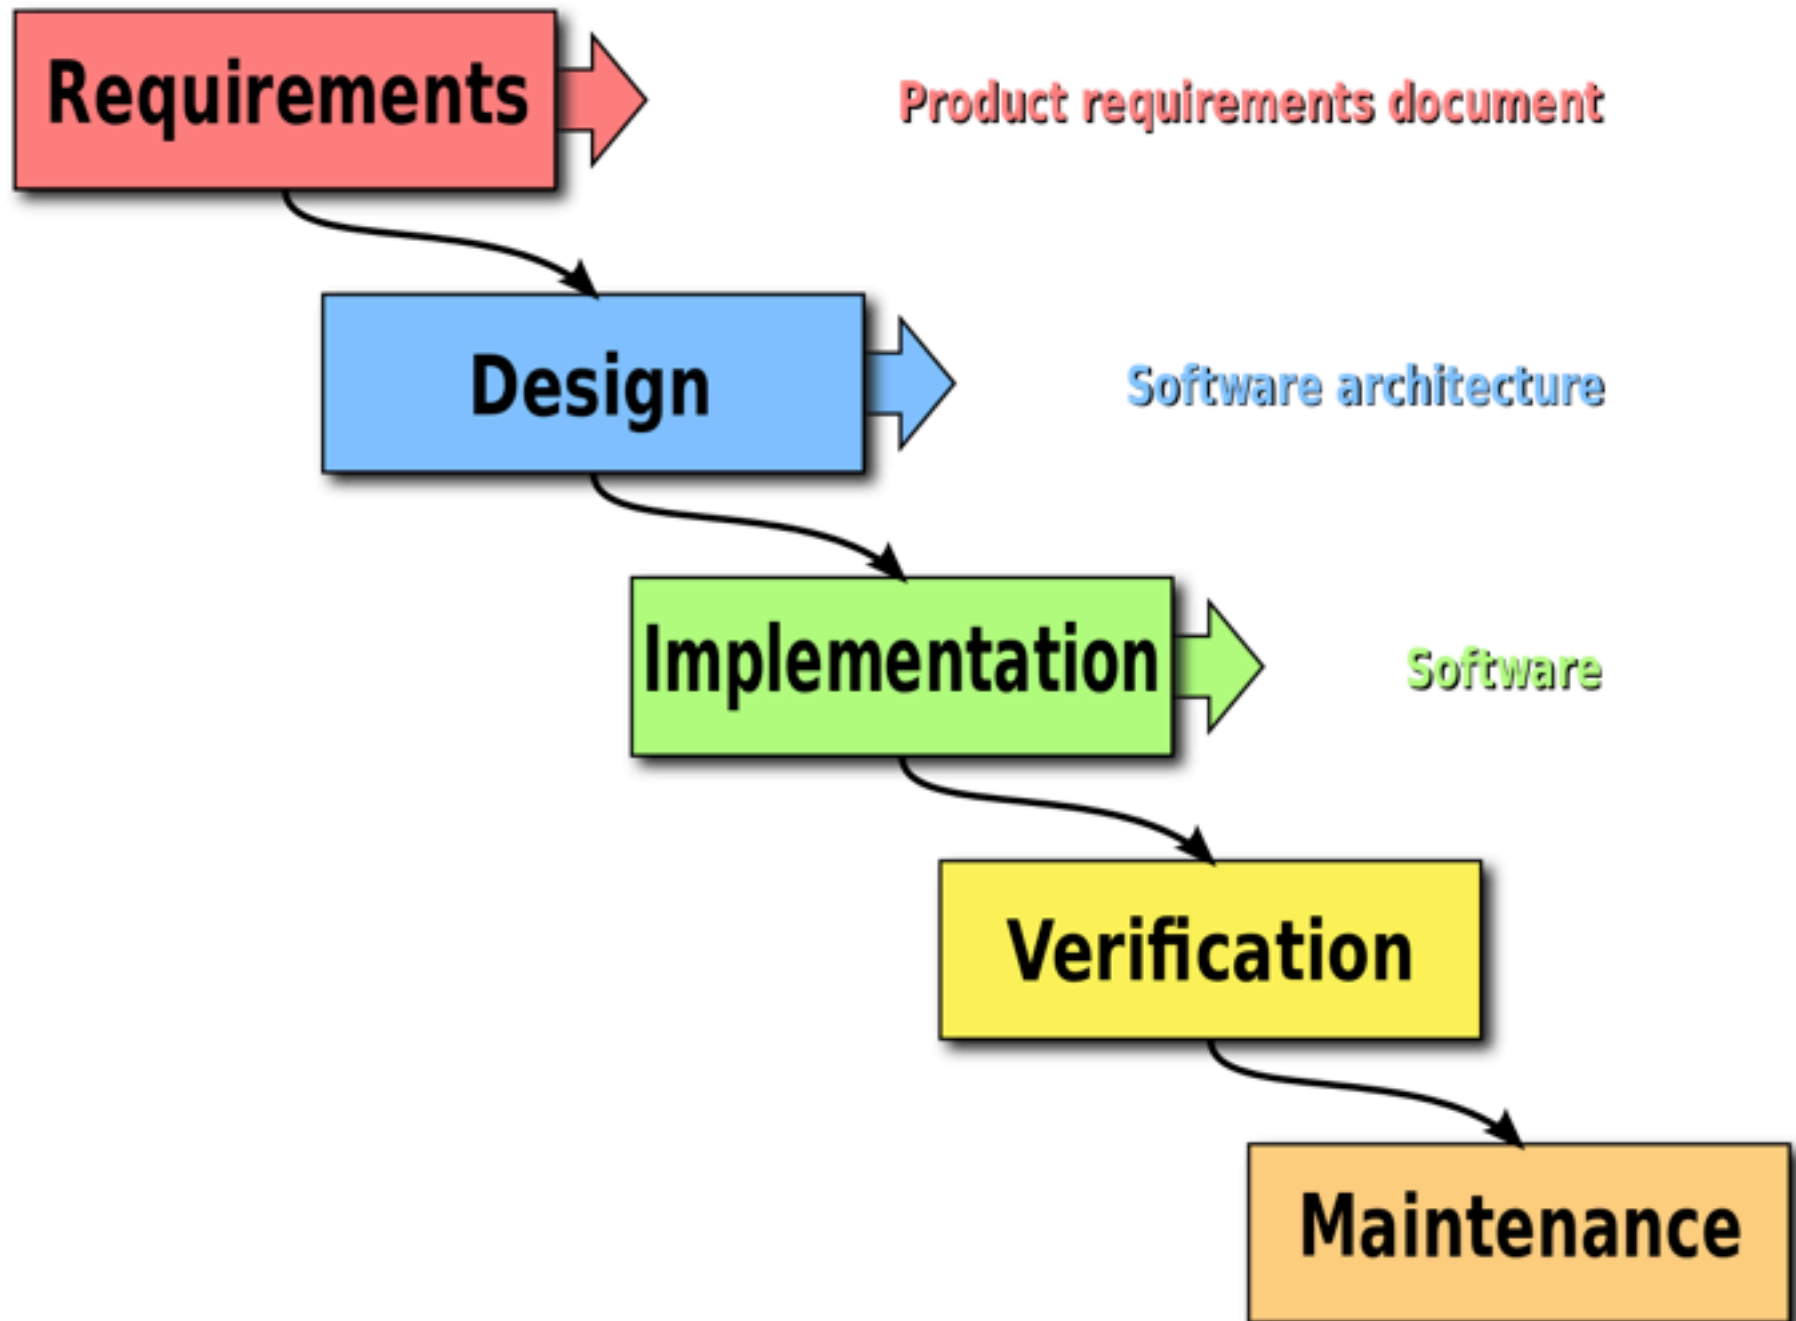 Requirements
Product requirements document
Design
Software architecture
Implementation
Software
Verification
Maintenance